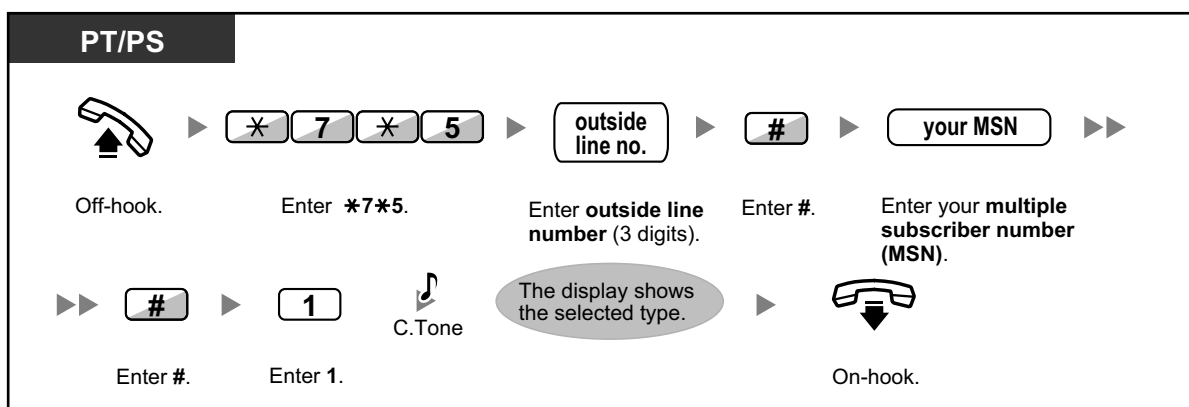 PT/PS
✳ 7 ✳ 5
outside
line no.
#
your MSN
Off-hook.
Enter ✳7✳5.
Enter outside line
number (3 digits).
Enter #.
Enter your multiple
subscriber number
(MSN).
#
1
C.Tone
The display shows
the selected type.
Enter #.
Enter 1.
On-hook.